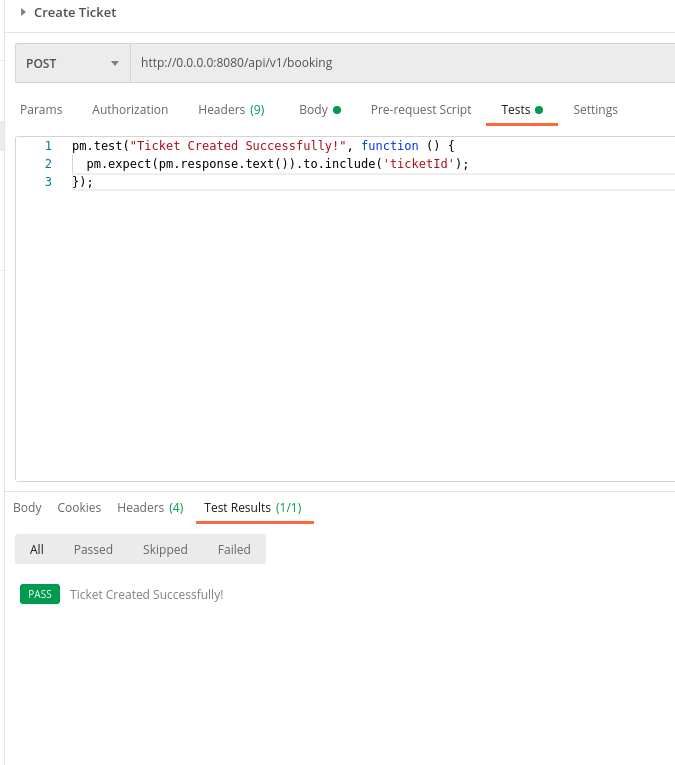 Create Ticket
POST http://0.0.0.0:8080/api/v1/booking
Params Authorization Headers (9) Body Pre-request Script Tests Settings
1 pm.test("Ticket Created Successfully!", function () {
2 pm.expect(pm.response.text()).to.include('ticketId');
3 });
Body Cookies Headers (4) Test Results (1/1)
All Passed Skipped Failed
PASS Ticket Created Successfully!